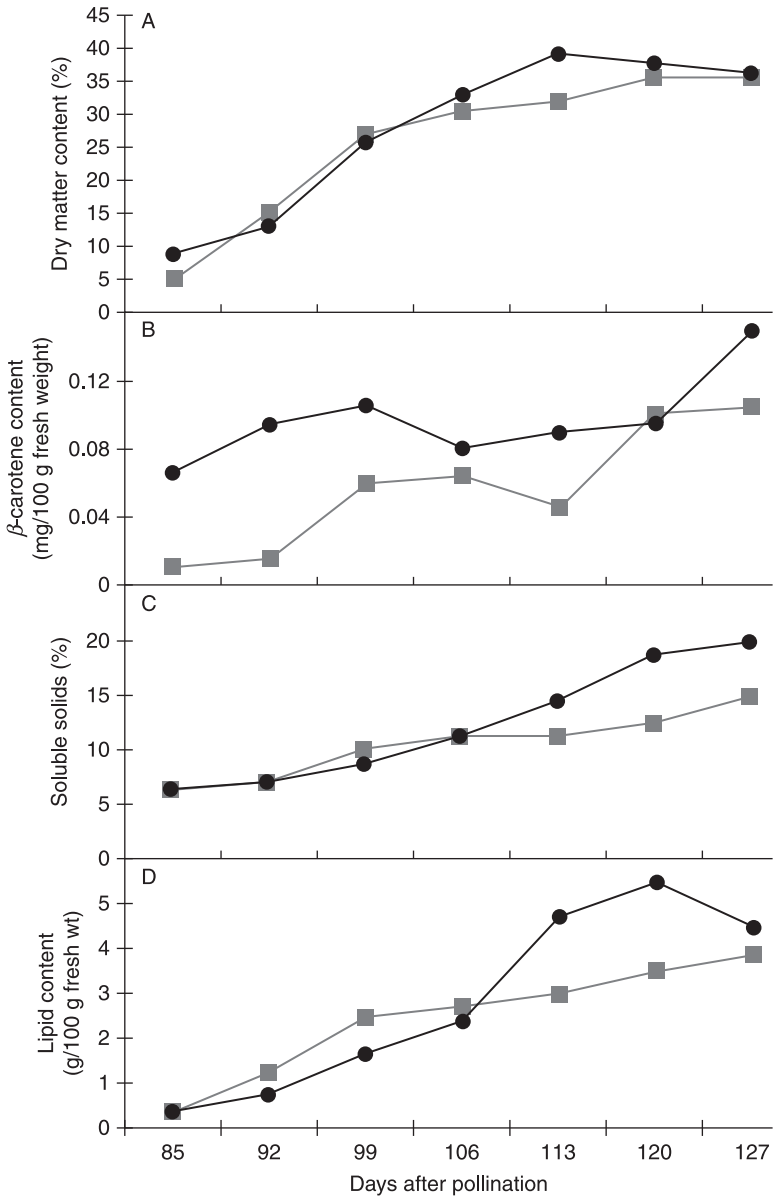 A
Dry matter content (%)
45
40
35
30
25
20
15
10
5
0
B
β-carotene content
(mg/100 g fresh weight)
0.12
0.08
0.04
0
C
Soluble solids (%)
20
15
10
5
0
D
Lipid content
(g/100 g fresh wt)
5
4
3
2
1
0
85 92 99 106 113 120 127
Days after pollination